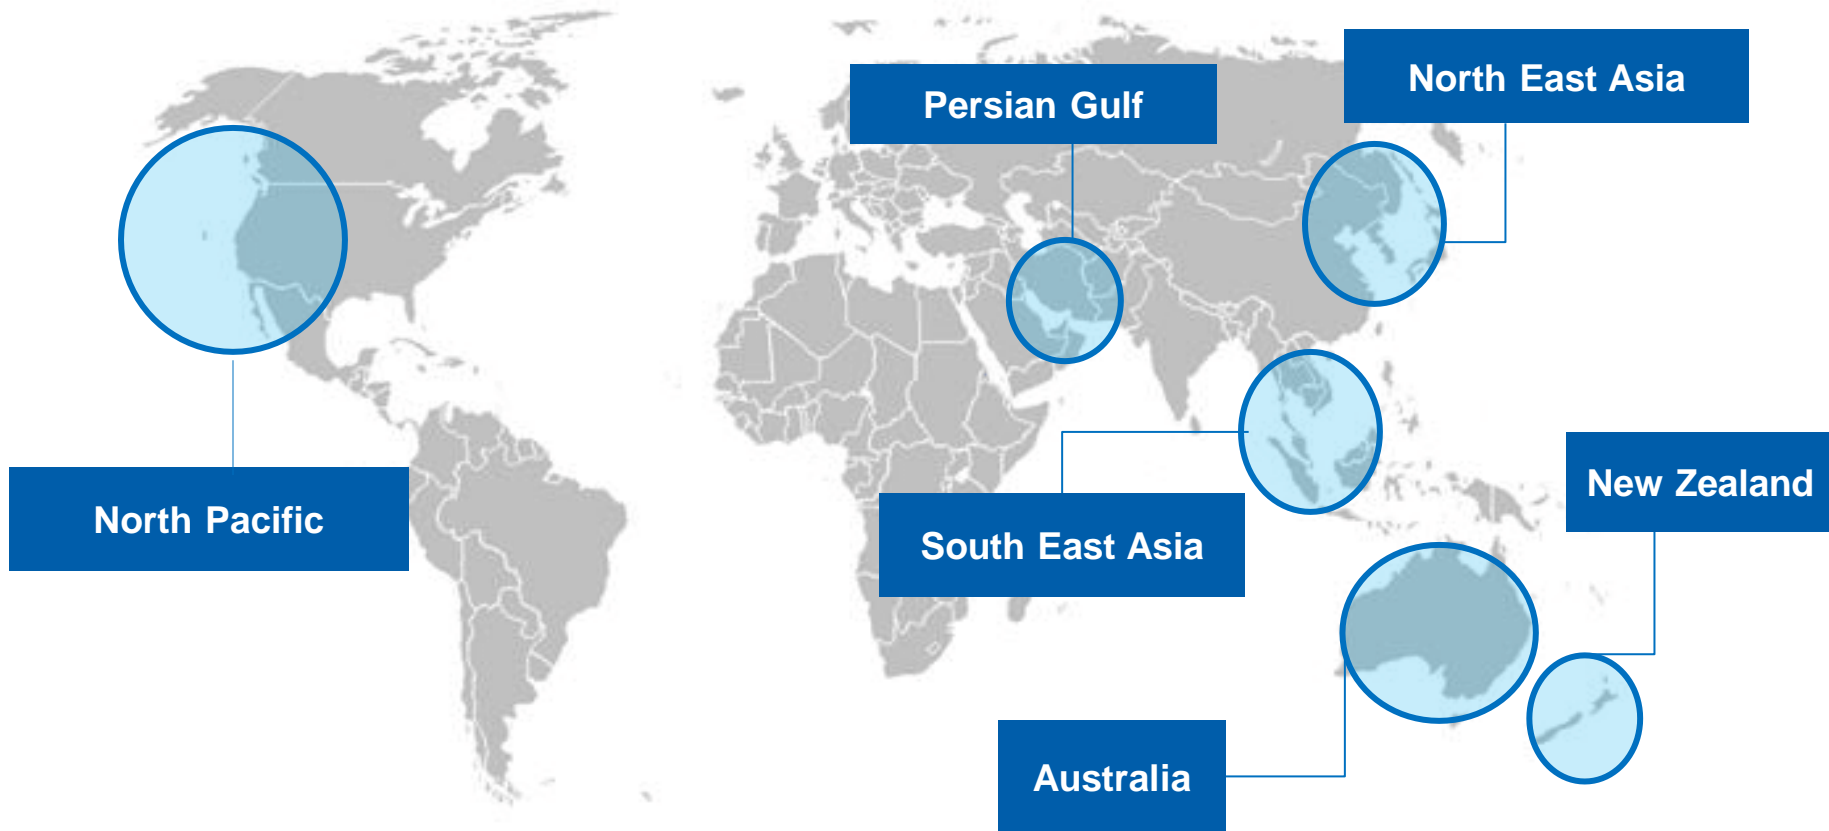 North East Asia
Persian Gulf
New Zealand
North Pacific
South East Asia
Australia